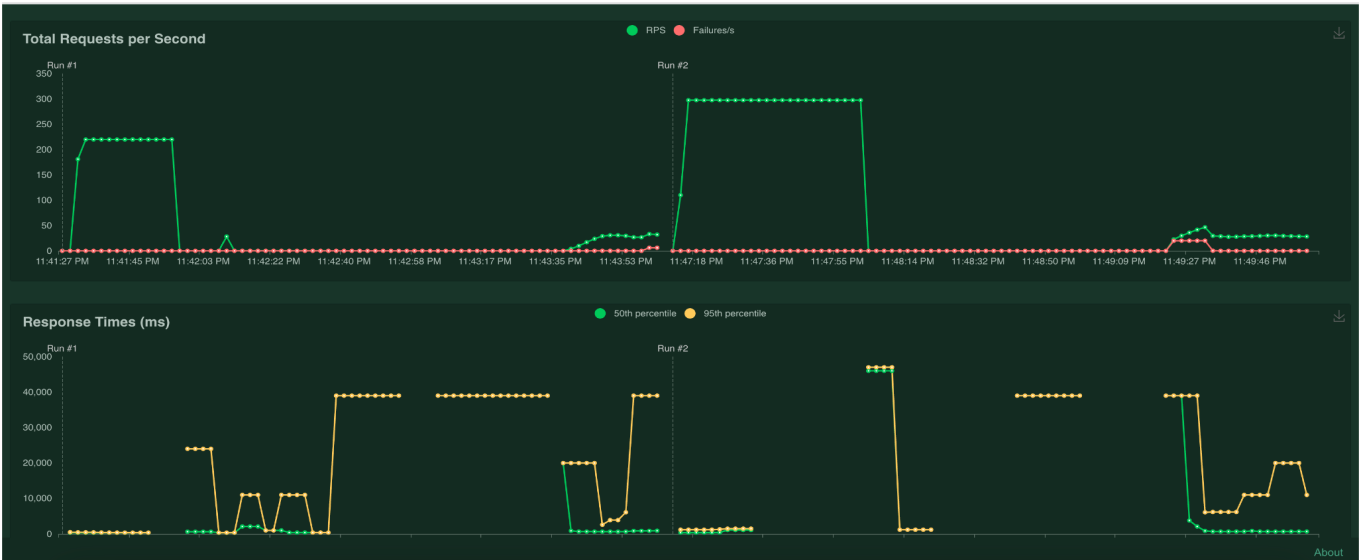 Total Requests per Second
RPS Failures/s
Run #1 Run #2
350
300
250
200
150
100
50
0
11:41:27 PM 11:41:45 PM 11:42:03 PM 11:42:22 PM 11:42:40 PM 11:42:58 PM 11:43:17 PM 11:43:35 PM 11:43:53 PM 11:47:18 PM 11:47:36 PM 11:47:55 PM 11:48:14 PM 11:48:32 PM 11:48:50 PM 11:49:09 PM 11:49:27 PM 11:49:46 PM
Response Times (ms)
50th percentile 95th percentile
Run #1 Run #2
50,000
40,000
30,000
20,000
10,000
0
About